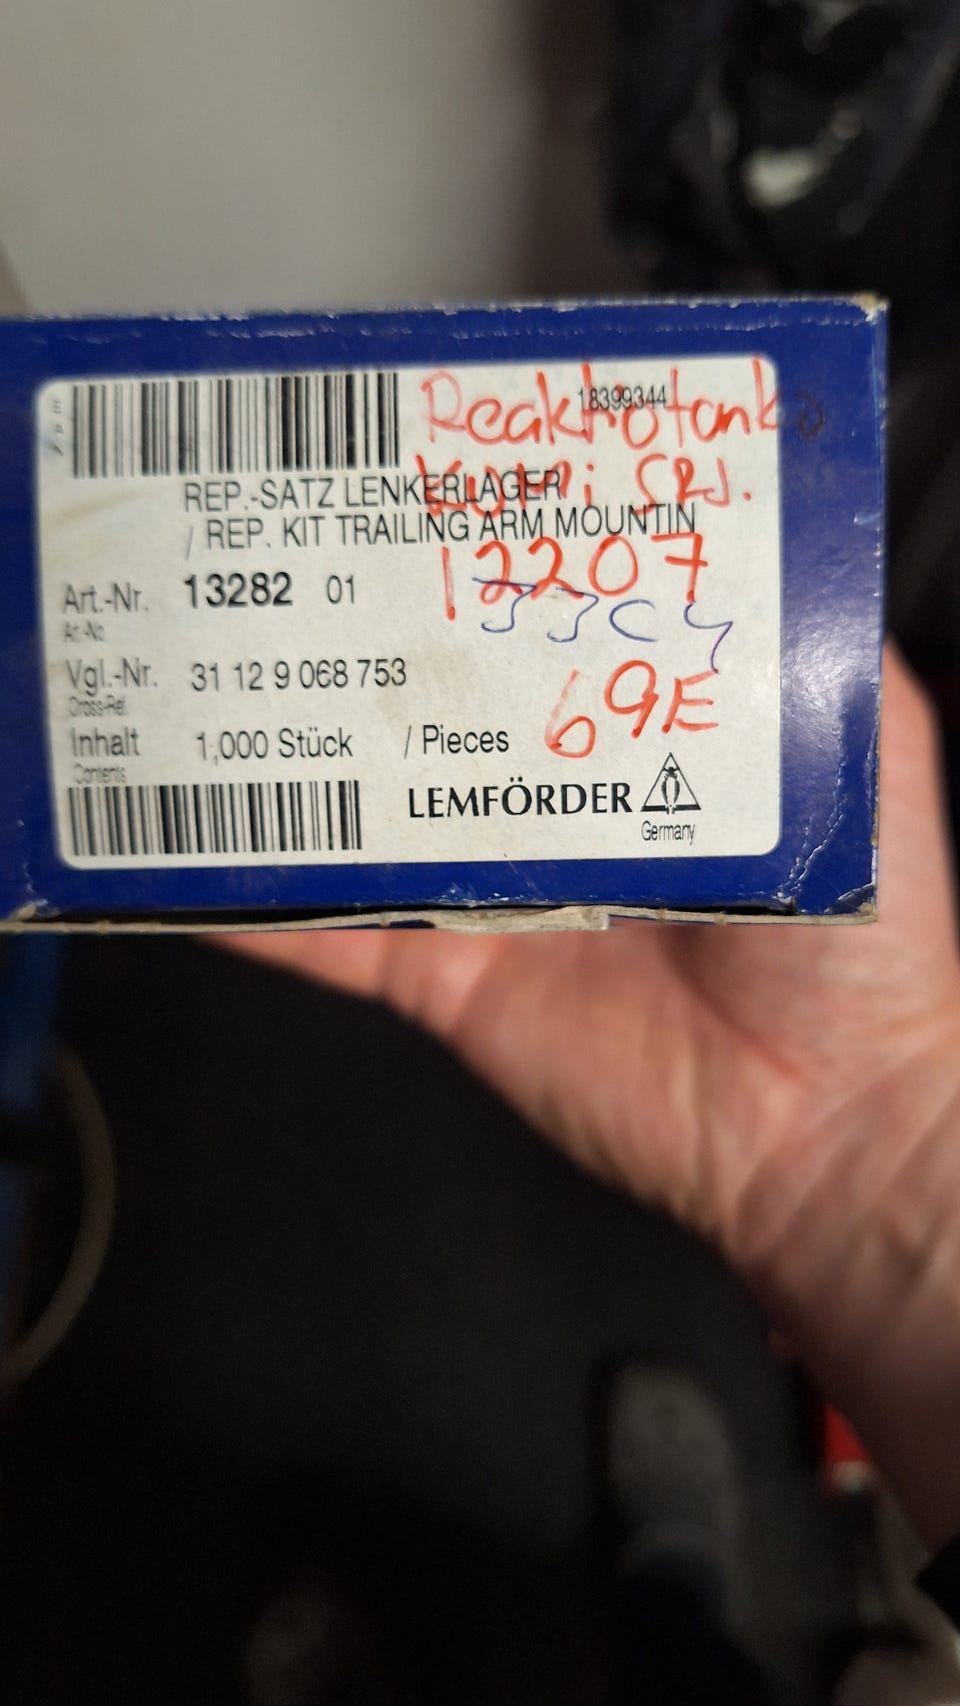 18399344
REP.-SATZ LENKERLAGER
/ REP. KIT TRAILING ARM MOUNTIN
Art.-Nr. 13282 01
Art.-No
Vgl.-Nr. 31 12 9 068 753
Cross-Ref.
Inhalt 1,000 Stück / Pieces
Contents
LEMFÖRDER
Germany
Reaktiotanko
12207
69E